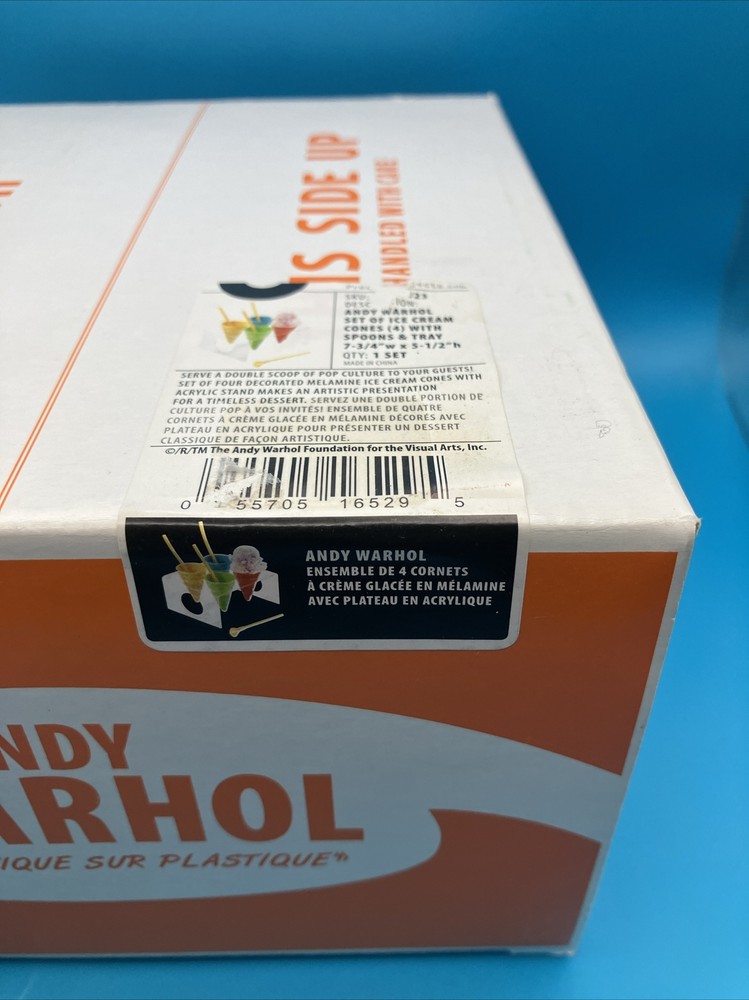 IS SIDE UP
HANDLED WITH CARE
SKU: /23
ANDY WARHOL
SET OF ICE CREAM
CONES (4) WITH
SPOONS & TRAY
7-3/4"w x 5-1/2"h
QTY: 1 SET
MADE IN CHINA
SERVE A DOUBLE SCOOP OF POP CULTURE TO YOUR GUESTS!
SET OF FOUR DECORATED MELAMINE ICE CREAM CONES WITH
ACRYLIC STAND MAKES AN ARTISTIC PRESENTATION
FOR A TIMELESS DESSERT. SERVEZ UNE DOUBLE PORTION DE
CULTURE POP À VOS INVITÉS! ENSEMBLE DE QUATRE
CORNETS À CRÈME GLACÉE EN MÉLAMINE DÉCORÉS AVEC
PLATEAU EN ACRYLIQUE POUR PRÉSENTER UN DESSERT
CLASSIQUE DE FAÇON ARTISTIQUE.
©/R/TM The Andy Warhol Foundation for the Visual Arts, Inc.
0 55705 16529 5
ANDY WARHOL
ENSEMBLE DE 4 CORNETS
À CRÈME GLACÉE EN MÉLAMINE
AVEC PLATEAU EN ACRYLIQUE
NDY
ARHOL
IQUE SUR PLASTIQUE